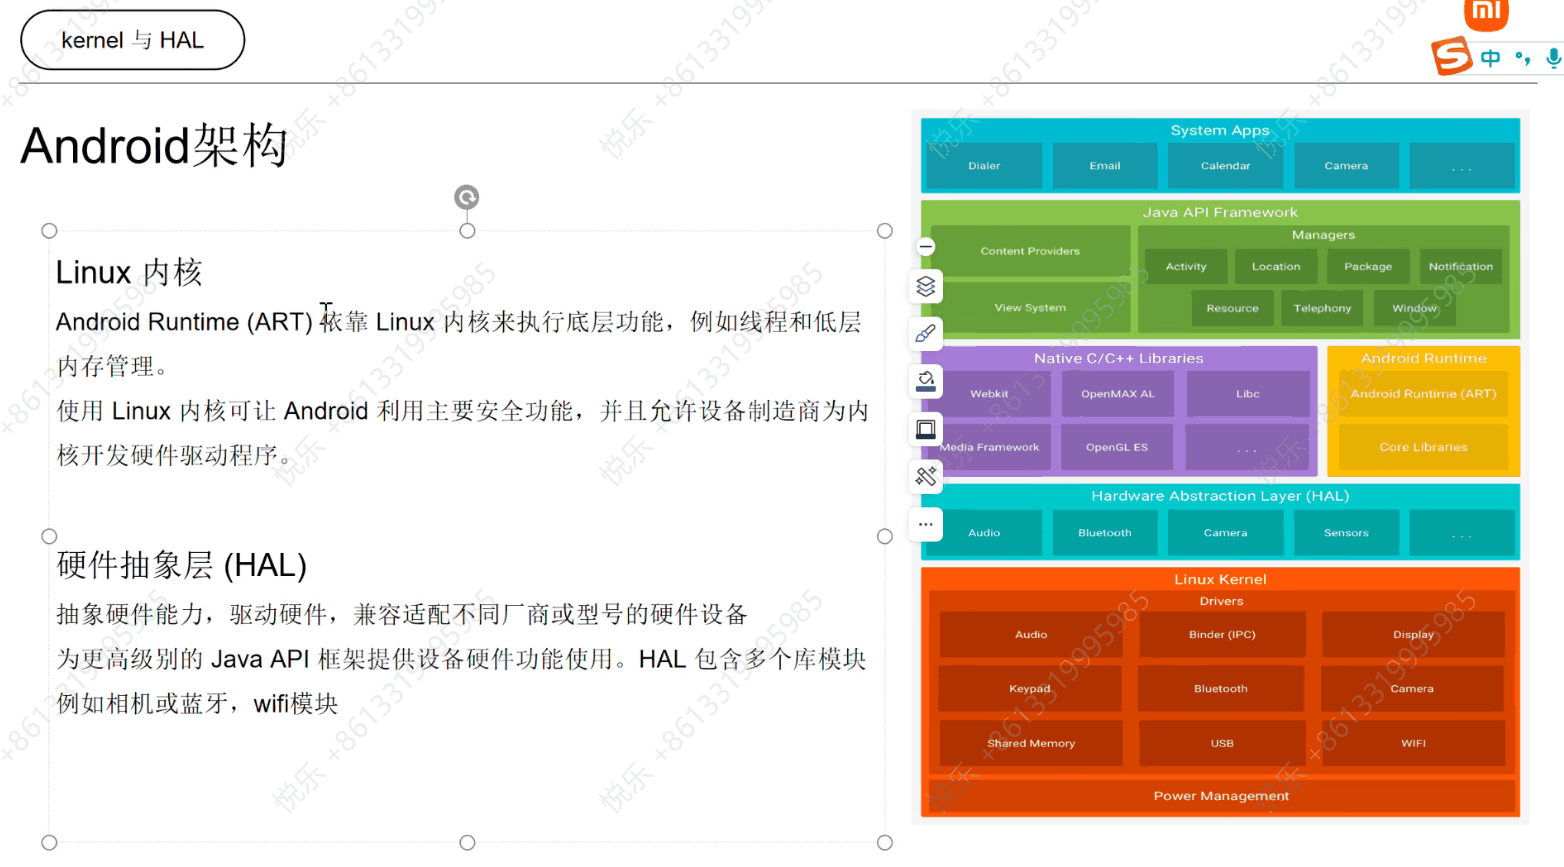 kernel 与 HAL
mi
S 中
Android架构
Linux 内核
Android Runtime (ART) 依靠 Linux 内核来执行底层功能，例如线程和低层
内存管理。
使用 Linux 内核可让 Android 利用主要安全功能，并且允许设备制造商为内
核开发硬件驱动程序。
硬件抽象层 (HAL)
抽象硬件能力，驱动硬件，兼容适配不同厂商或型号的硬件设备
为更高级别的 Java API 框架提供设备硬件功能使用。HAL 包含多个库模块
例如相机或蓝牙，wifi模块
System Apps
Dialer Email Calendar Camera . . .
Java API Framework
Content Providers
View System
Managers
Activity Location Package Notification
Resource Telephony Window
Native C/C++ Libraries
Webkit OpenMAX AL Libc
Media Framework OpenGL ES . . .
Android Runtime
Android Runtime (ART)
Core Libraries
Hardware Abstraction Layer (HAL)
Audio Bluetooth Camera Sensors . . .
Linux Kernel
Drivers
Audio Binder (IPC) Display
Keypad Bluetooth Camera
Shared Memory USB WIFI
Power Management
悦乐 +8613319995985